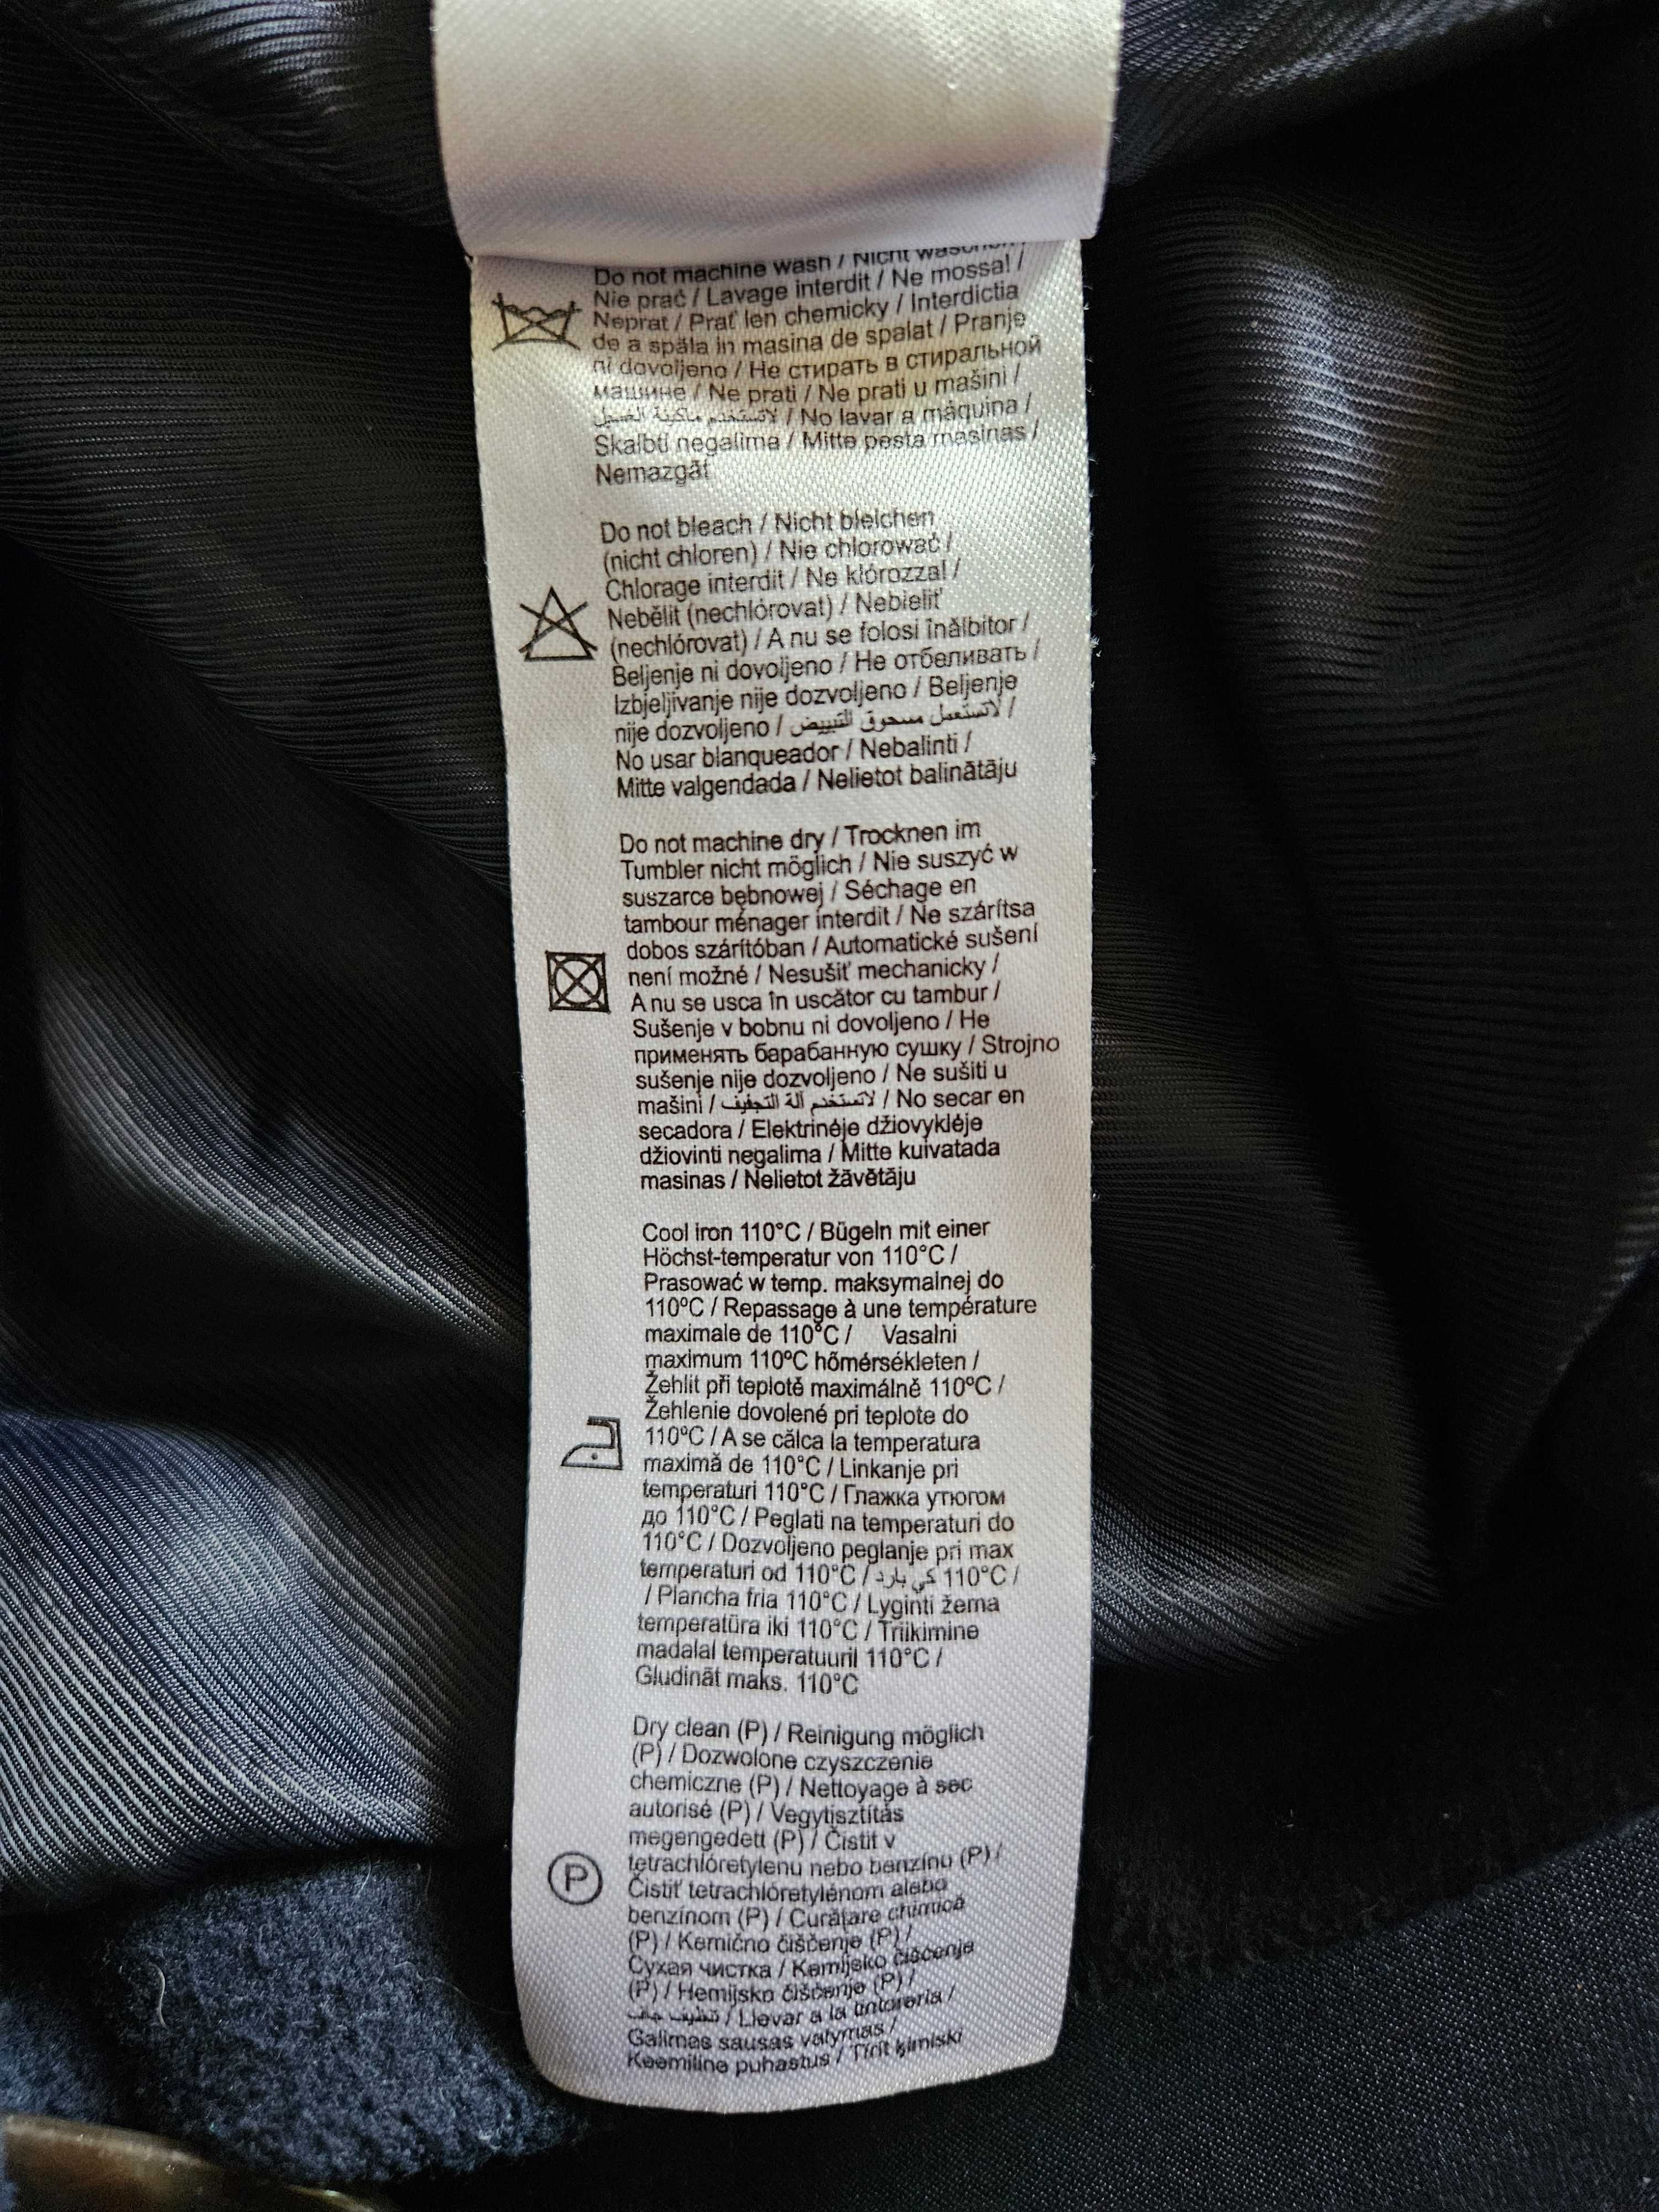 Do not machine wash / Nicht waschen /
Nie prać / Lavage interdit / Ne mossa! /
Neprat / Prať len chemicky / Interdictia
de a spăla în masina de spalat / Pranje
ni dovoljeno / Не стирать в стиральной
машине / Ne prati / Ne prati u mašini /
لاتستخدم ماكينة الغسيل / No lavar a máquina /
Skalbti negalima / Mitte pesta masinas /
Nemazgāt
Do not bleach / Nicht bleichen
(nicht chloren) / Nie chlorować /
Chlorage interdit / Ne klórozza! /
Nebělit (nechlórovat) / Nebieliť
(nechlórovat) / A nu se folosi înălbitor /
Beljenje ni dovoljeno / Не отбеливать /
Izbjeljivanje nije dozvoljeno / Beljenje
nije dozvoljeno / لاتستعمل مسحوق التبييض /
No usar blanqueador / Nebalinti /
Mitte valgendada / Nelietot balinātāju
Do not machine dry / Trocknen im
Tumbler nicht möglich / Nie suszyć w
suszarce bębnowej / Séchage en
tambour ménager interdit / Ne szárítsa
dobos szárítóban / Automatické sušení
není možné / Nesušiť mechanicky /
A nu se usca în uscător cu tambur /
Sušenje v bobnu ni dovoljeno / Не
применять барабанную сушку / Strojno
sušenje nije dozvoljeno / Ne sušiti u
mašini / لاتستخدم آلة التجفيف / No secar en
secadora / Elektrinėje džiovyklėje
džiovinti negalima / Mitte kuivatada
masinas / Nelietot žāvētāju
Cool iron 110°C / Bügeln mit einer
Höchst-temperatur von 110°C /
Prasować w temp. maksymalnej do
110°C / Repassage à une température
maximale de 110°C / Vasalni
maximum 110ºC hőmérsékleten /
Žehlit při teplotě maximálně 110ºC /
Žehlenie dovolené pri teplote do
110ºC / A se călca la temperatura
maximă de 110°C / Linkanje pri
temperaturi 110°C / Глажка утюгом
до 110°C / Peglati na temperaturi do
110°C / Dozvoljeno peglanje pri max
temperaturi od 110°C / كي بارد 110°C /
/ Plancha fria 110°C / Lyginti žema
temperatūra iki 110°C / Triikimine
madalal temperatuuril 110°C /
Gludināt maks. 110°C
Dry clean (P) / Reinigung möglich
(P) / Dozwolone czyszczenie
chemiczne (P) / Nettoyage à sec
autorisé (P) / Vegytisztítás
megengedett (P) / Čistit v
tetrachlóretylenu nebo benzínu (P) /
Čistiť tetrachlóretylénom alebo
benzínom (P) / Curăţare chimică
(P) / Kemično čiščenje (P) /
Сухая чистка / Kemijsko čišćenje
(P) / Hemijsko čišćenje (P) /
تنظيف جاف / Llevar a la tintoreria /
Galimas sausas valymas /
Keemiline puhastus / Tīrīt ķīmiski
P